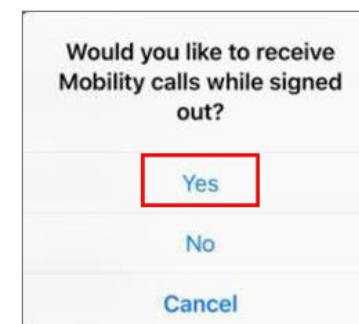 Would you like to receive
Mobility calls while signed
out?
Yes
No
Cancel